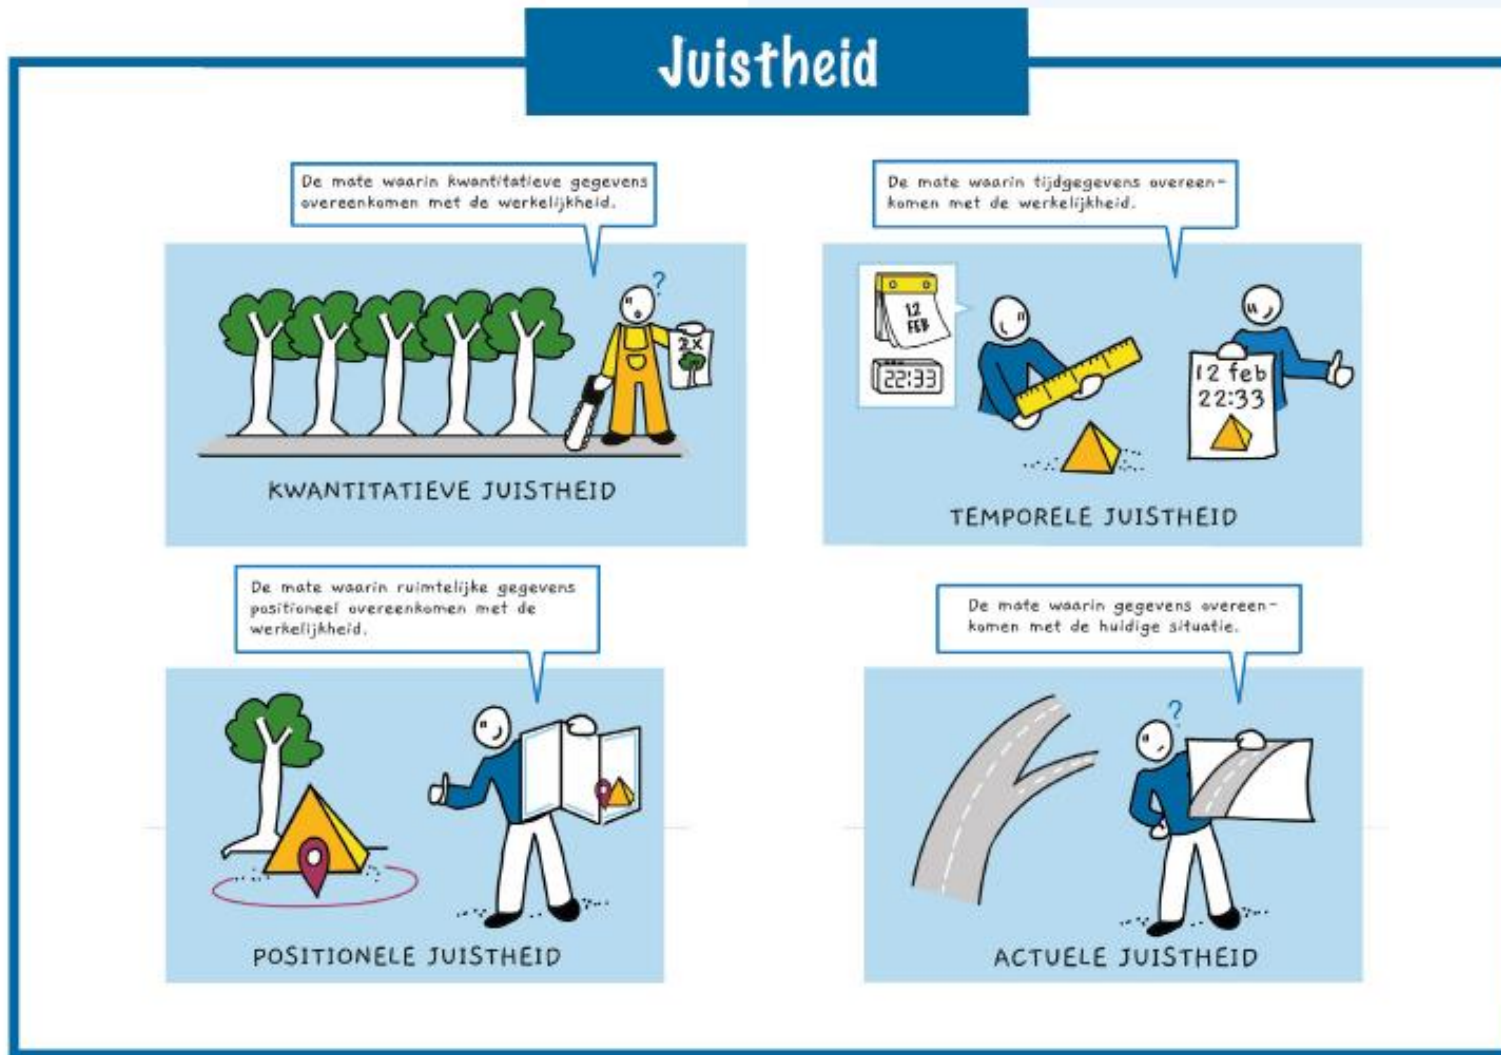 Juistheid
De mate waarin kwantitatieve gegevens
overeenkomen met de werkelijkheid.
?
2X
KWANTITATIEVE JUISTHEID
De mate waarin tijdgegevens overeen-
komen met de werkelijkheid.
12
FEB
22:33
12 feb
22:33
TEMPORELE JUISTHEID
De mate waarin ruimtelijke gegevens
positioneel overeenkomen met de
werkelijkheid.
POSITIONELE JUISTHEID
De mate waarin gegevens overeen-
komen met de huidige situatie.
?
ACTUELE JUISTHEID